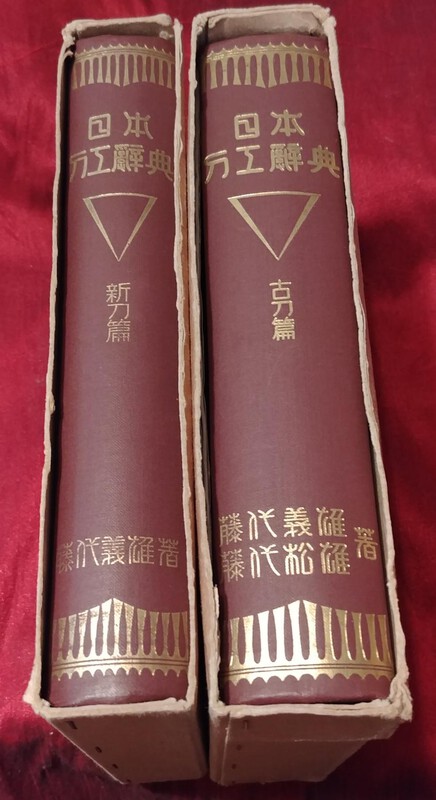 日本
刀工辭典
新刀篇
藤代義雄著
日本
刀工辭典
古刀篇
藤代義雄
藤代松雄
著